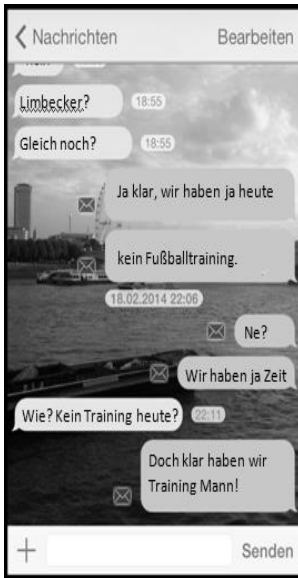 Nachrichten Bearbeiten
Limbecker? 18:55
Gleich noch? 18:55
Ja klar, wir haben ja heute
kein Fußballtraining.
18.02.2014 22:06
Ne?
Wir haben ja Zeit
Wie? Kein Training heute? 22:11
Doch klar haben wir
Training Mann!
Senden